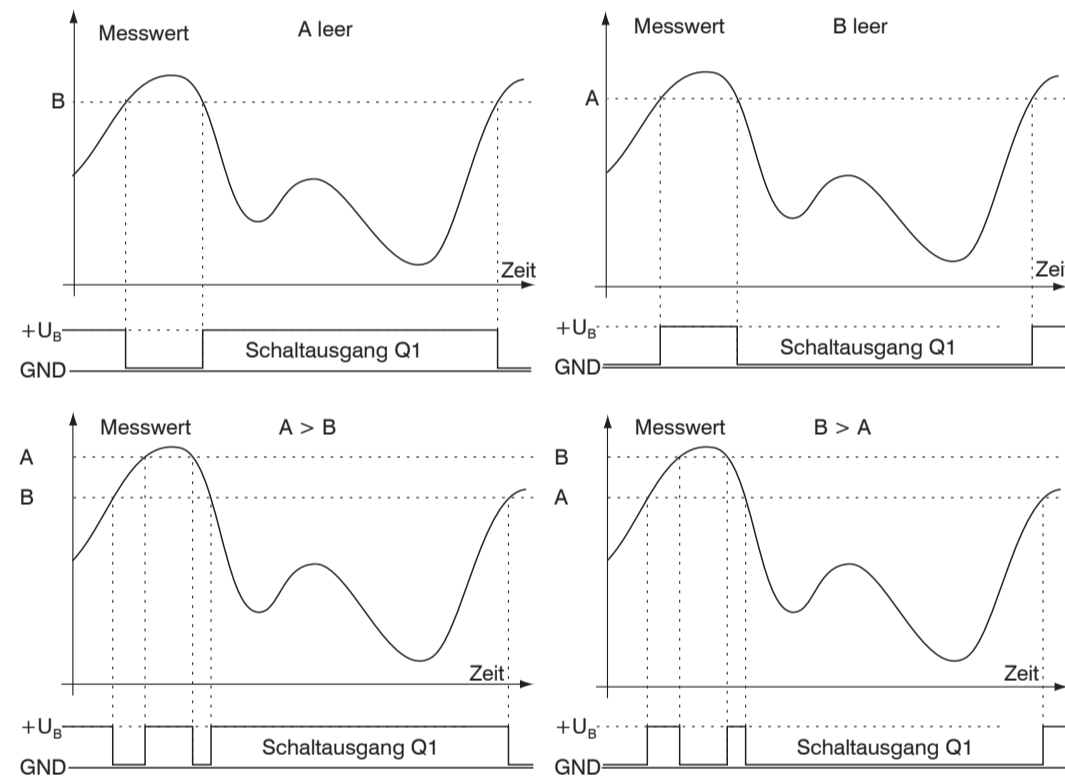 Messwert A leer
B
Zeit
+UB
Schaltausgang Q1
GND
Messwert B leer
A
Zeit
+UB
Schaltausgang Q1
GND
Messwert A > B
A
B
Zeit
+UB
Schaltausgang Q1
GND
Messwert B > A
B
A
Zeit
+UB
Schaltausgang Q1
GND